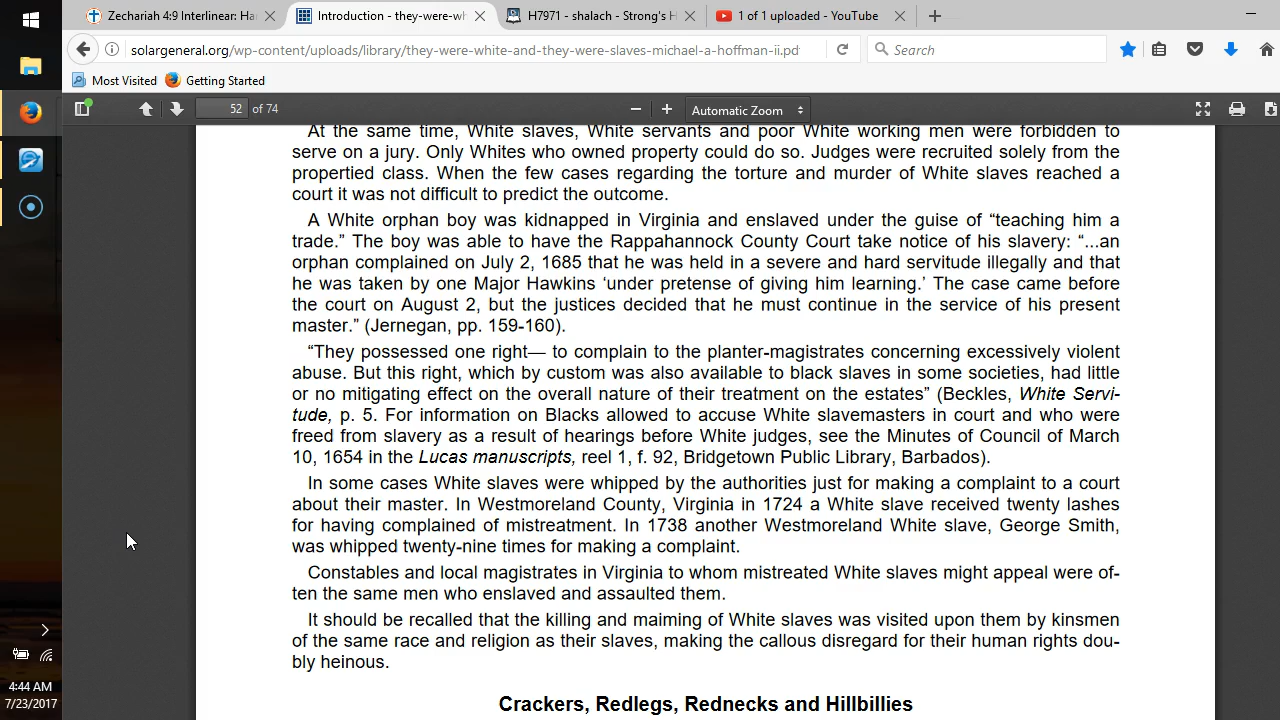 Zechariah 4:9 Interlinear: Ha
Introduction - they-were-wh
H7971 - shalach - Strong's H
1 of 1 uploaded - YouTube
solargeneral.org/wp-content/uploads/library/they-were-white-and-they-were-slaves-michael-a-hoffman-ii.pd
Search
Most Visited
Getting Started
52 of 74
Automatic Zoom
At the same time, White slaves, White servants and poor White working men were forbidden to
serve on a jury. Only Whites who owned property could do so. Judges were recruited solely from the
propertied class. When the few cases regarding the torture and murder of White slaves reached a
court it was not difficult to predict the outcome.
A White orphan boy was kidnapped in Virginia and enslaved under the guise of “teaching him a
trade.” The boy was able to have the Rappahannock County Court take notice of his slavery: “...an
orphan complained on July 2, 1685 that he was held in a severe and hard servitude illegally and that
he was taken by one Major Hawkins ‘under pretense of giving him learning.’ The case came before
the court on August 2, but the justices decided that he must continue in the service of his present
master.” (Jernegan, pp. 159-160).
“They possessed one right— to complain to the planter-magistrates concerning excessively violent
abuse. But this right, which by custom was also available to black slaves in some societies, had little
or no mitigating effect on the overall nature of their treatment on the estates” (Beckles, White Servi-
tude, p. 5. For information on Blacks allowed to accuse White slavemasters in court and who were
freed from slavery as a result of hearings before White judges, see the Minutes of Council of March
10, 1654 in the Lucas manuscripts, reel 1, f. 92, Bridgetown Public Library, Barbados).
In some cases White slaves were whipped by the authorities just for making a complaint to a court
about their master. In Westmoreland County, Virginia in 1724 a White slave received twenty lashes
for having complained of mistreatment. In 1738 another Westmoreland White slave, George Smith,
was whipped twenty-nine times for making a complaint.
Constables and local magistrates in Virginia to whom mistreated White slaves might appeal were of-
ten the same men who enslaved and assaulted them.
It should be recalled that the killing and maiming of White slaves was visited upon them by kinsmen
of the same race and religion as their slaves, making the callous disregard for their human rights dou-
bly heinous.
Crackers, Redlegs, Rednecks and Hillbillies
4:44 AM
7/23/2017